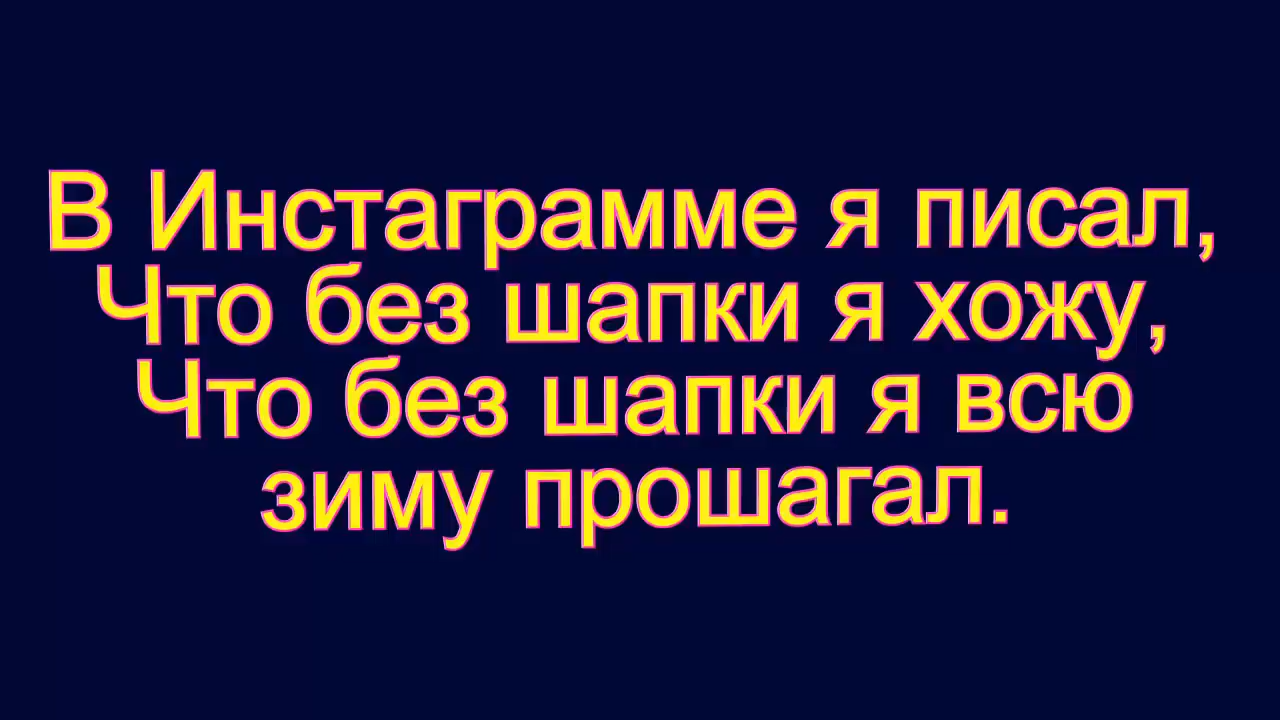 В Инстаграмме я писал,
Что без шапки я хожу,
Что без шапки я всю
зиму прошагал.